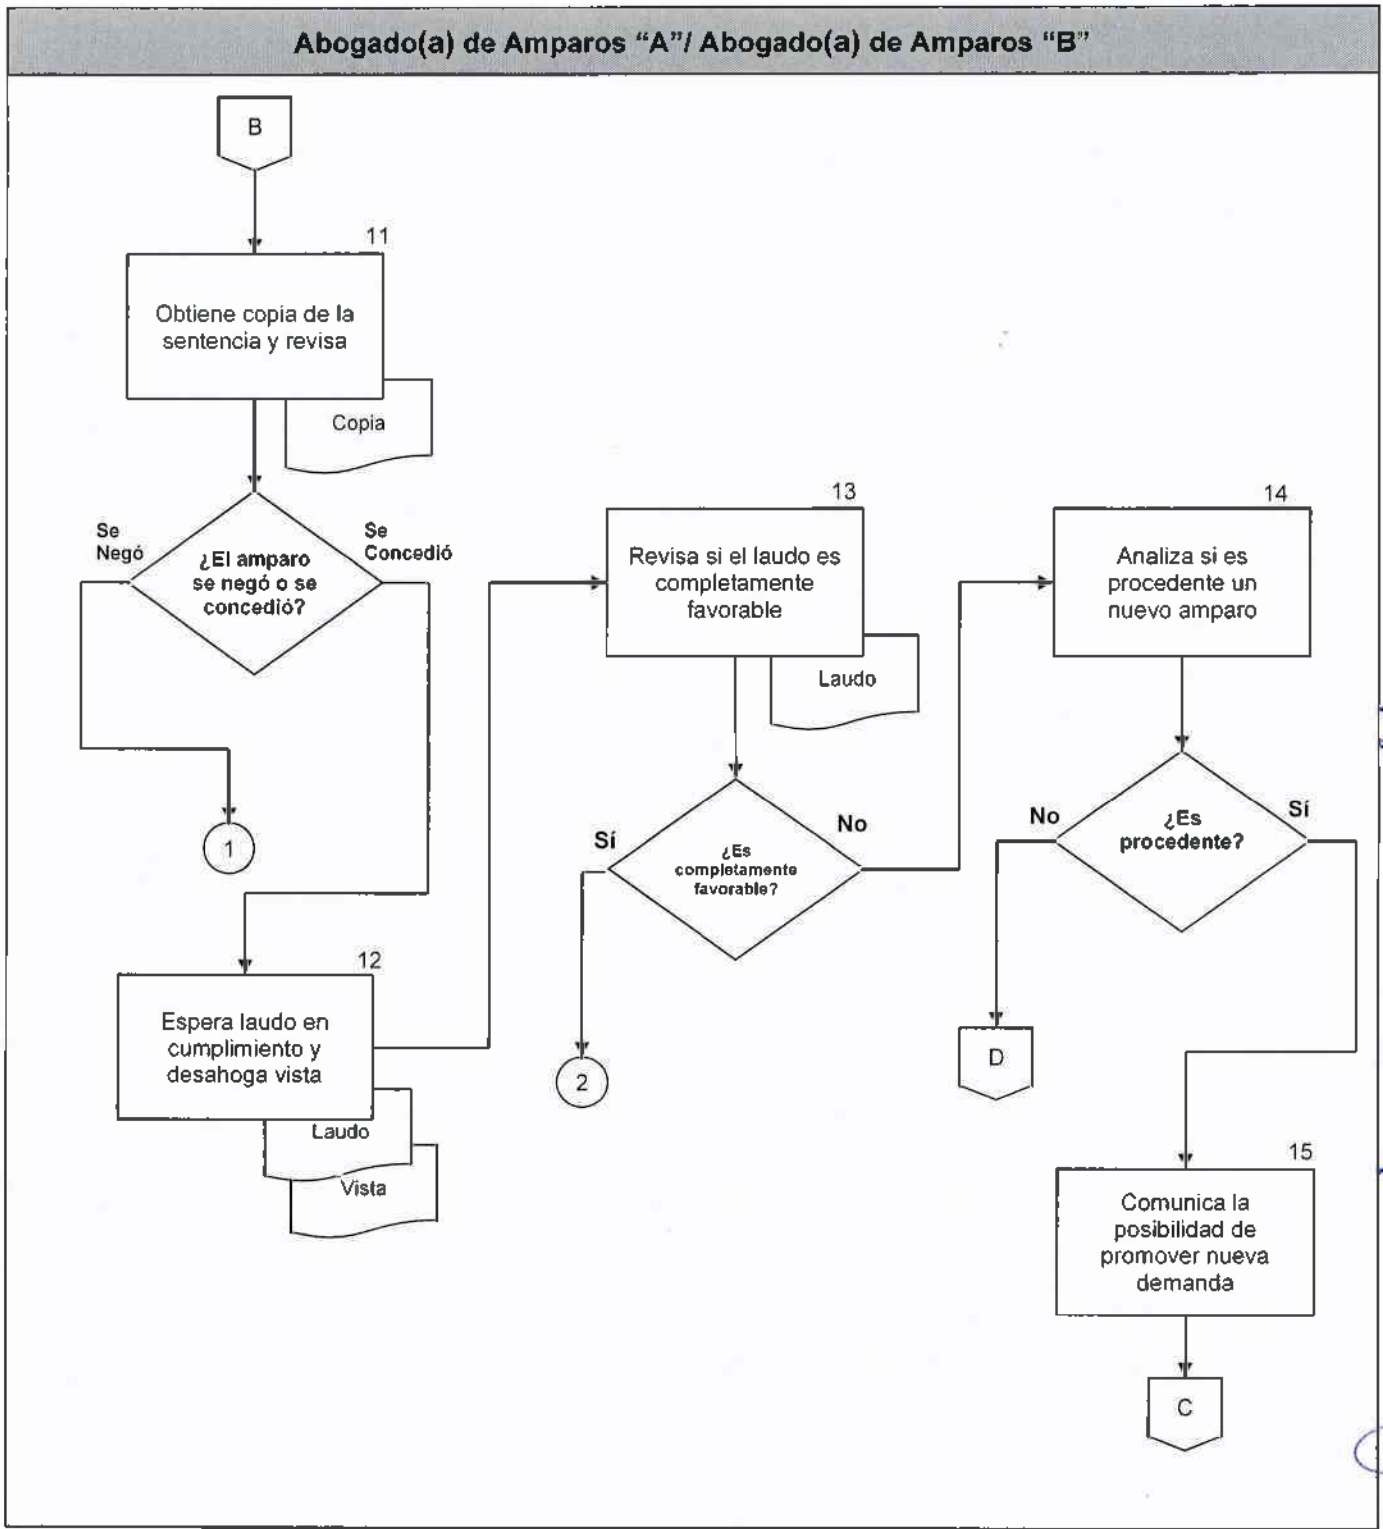 Abogado(a) de Amparos “A”/ Abogado(a) de Amparos “B”
B
11
Obtiene copia de la
sentencia y revisa
Copia
Se
Negó
Se
Concedió
¿El amparo
se negó o se
concedió?
1
12
Espera laudo en
cumplimiento y
desahoga vista
Laudo
Vista
13
Revisa si el laudo es
completamente
favorable
Laudo
Sí
No
¿Es
completamente
favorable?
2
14
Analiza si es
procedente un
nuevo amparo
No
Sí
¿Es
procedente?
D
15
Comunica la
posibilidad de
promover nueva
demanda
C